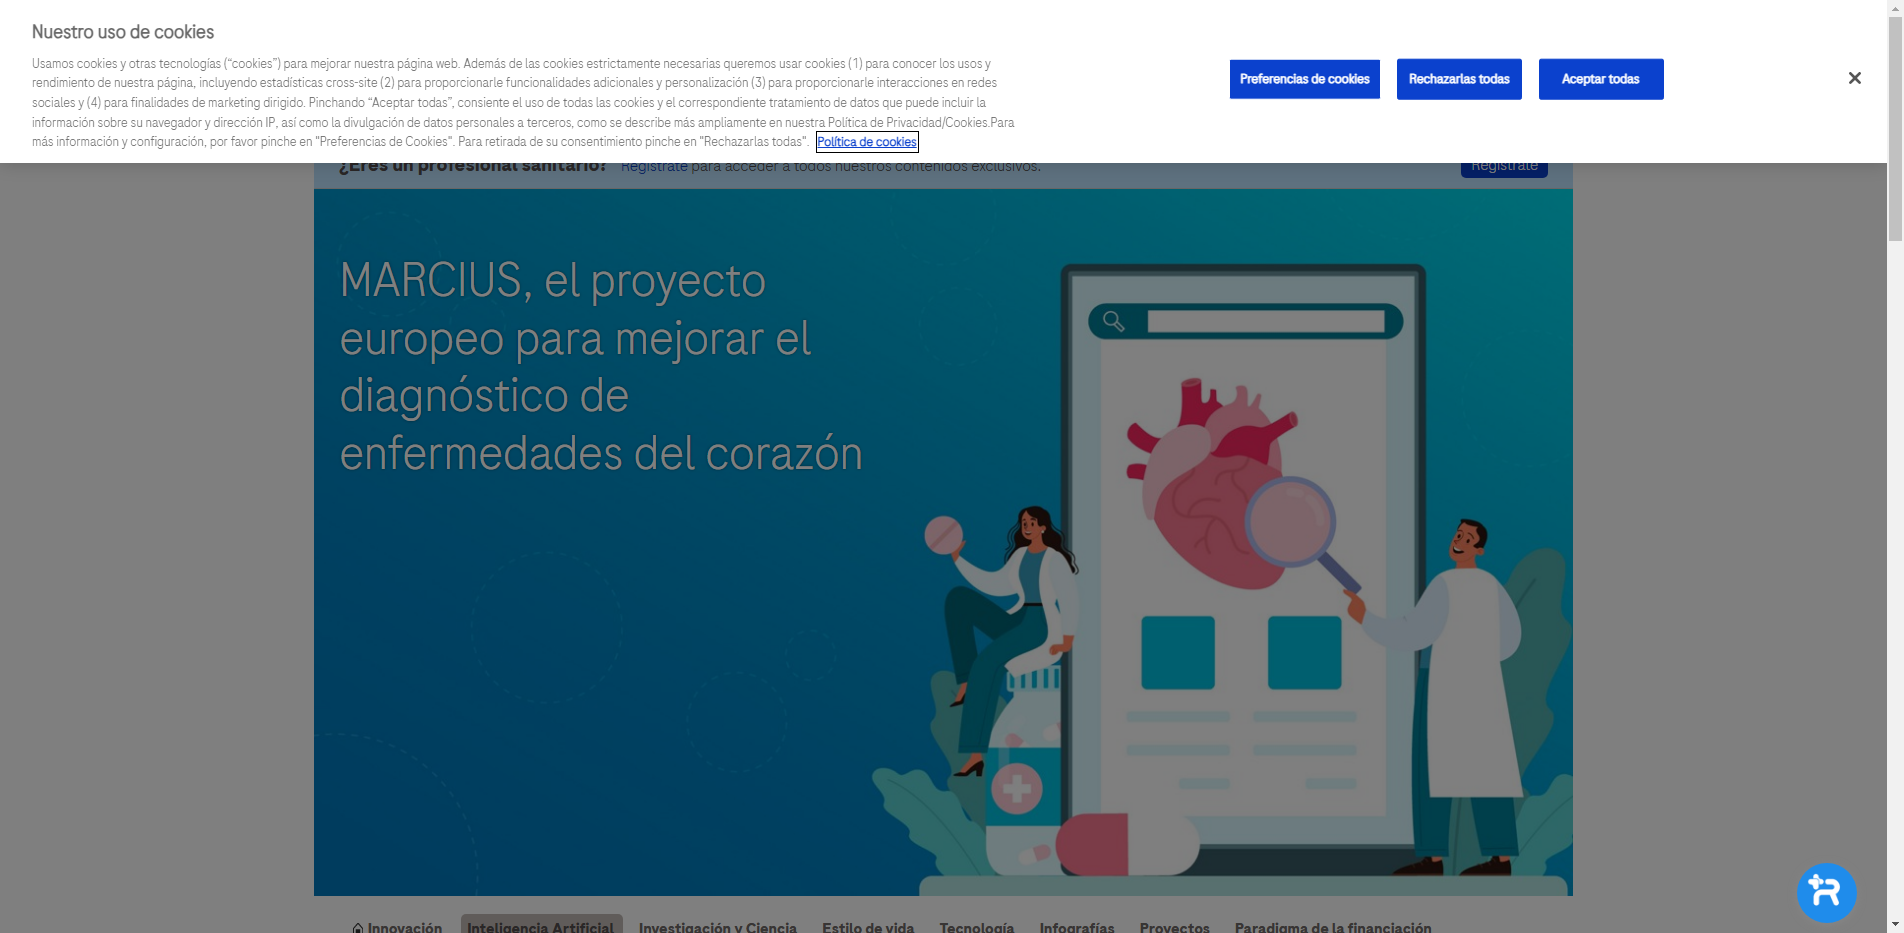 Nuestro uso de cookies
Usamos cookies y otras tecnologías (“cookies”) para mejorar nuestra página web. Además de las cookies estrictamente necesarias queremos usar cookies (1) para conocer los usos y
rendimiento de nuestra página, incluyendo estadísticas cross-site (2) para proporcionarle funcionalidades adicionales y personalización (3) para proporcionarle interacciones en redes
sociales y (4) para finalidades de marketing dirigido. Pinchando “Aceptar todas”, consiente el uso de todas las cookies y el correspondiente tratamiento de datos que puede incluir la
información sobre su navegador y dirección IP, así como la divulgación de datos personales a terceros, como se describe más ampliamente en nuestra Política de Privacidad/Cookies.Para
más información y configuración, por favor pinche en "Preferencias de Cookies". Para retirada de su consentimiento pinche en "Rechazarlas todas". Política de cookies
Preferencias de cookies
Rechazarlas todas
Aceptar todas
¿Eres un profesional sanitario? Regístrate para acceder a todos nuestros contenidos exclusivos.
Regístrate
MARCIUS, el proyecto
europeo para mejorar el
diagnóstico de
enfermedades del corazón
Innovación
Inteligencia Artificial
Investigación y Ciencia
Estilo de vida
Tecnología
Infografías
Proyectos
Paradigma de la financiación